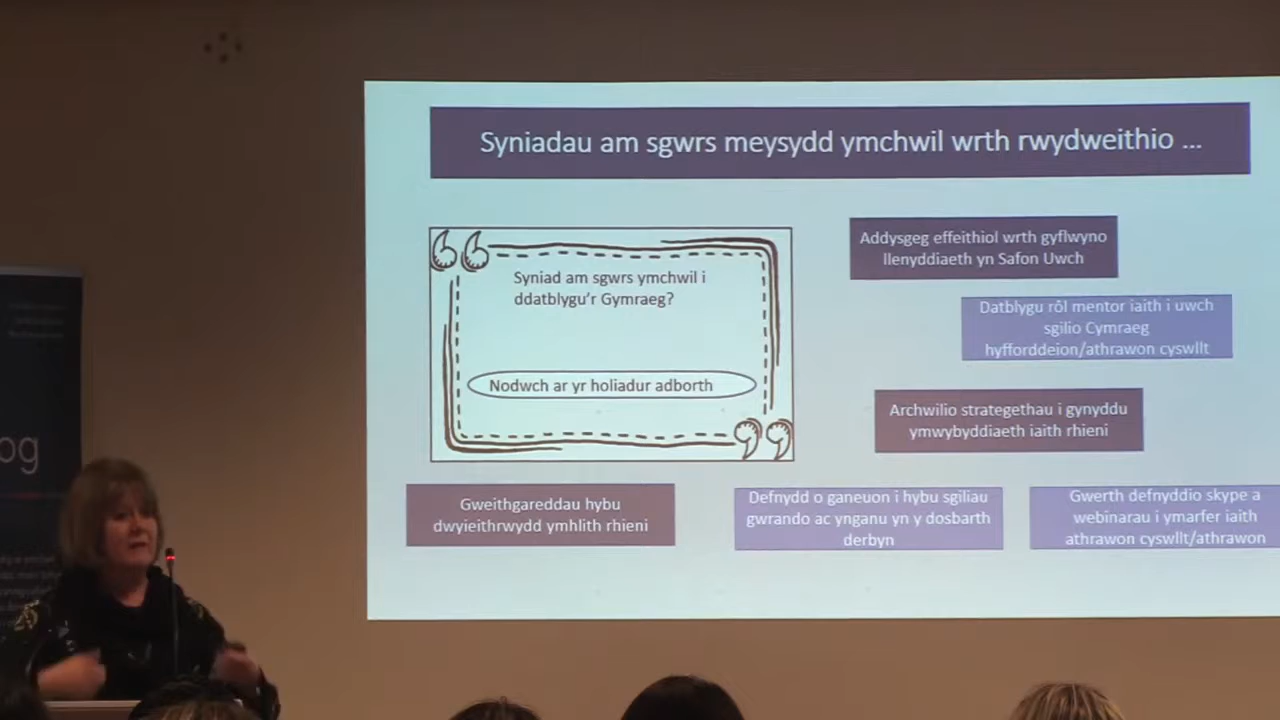 Syniadau am sgwrs meysydd ymchwil wrth rwydweithio ...
Syniad am sgwrs ymchwil i
ddatblygu'r Gymraeg?
Nodwch ar yr holiadur adborth
Addysgeg effeithiol wrth gyflwyno
llenyddiaeth yn Safon Uwch
Datblygu rôl mentor iaith i uwch
sgilio Cymraeg
hyfforddeion/athrawon cyswllt
Archwilio strategethau i gynyddu
ymwybyddiaeth iaith rhieni
Gweithgareddau hybu
dwyieithrwydd ymhlith rhieni
Defnydd o ganeuon i hybu sgiliau
gwrando ac ynganu yn y dosbarth
derbyn
Gwerth defnyddio skype a
webinarau i ymarfer iaith
athrawon cyswllt/athrawon
og